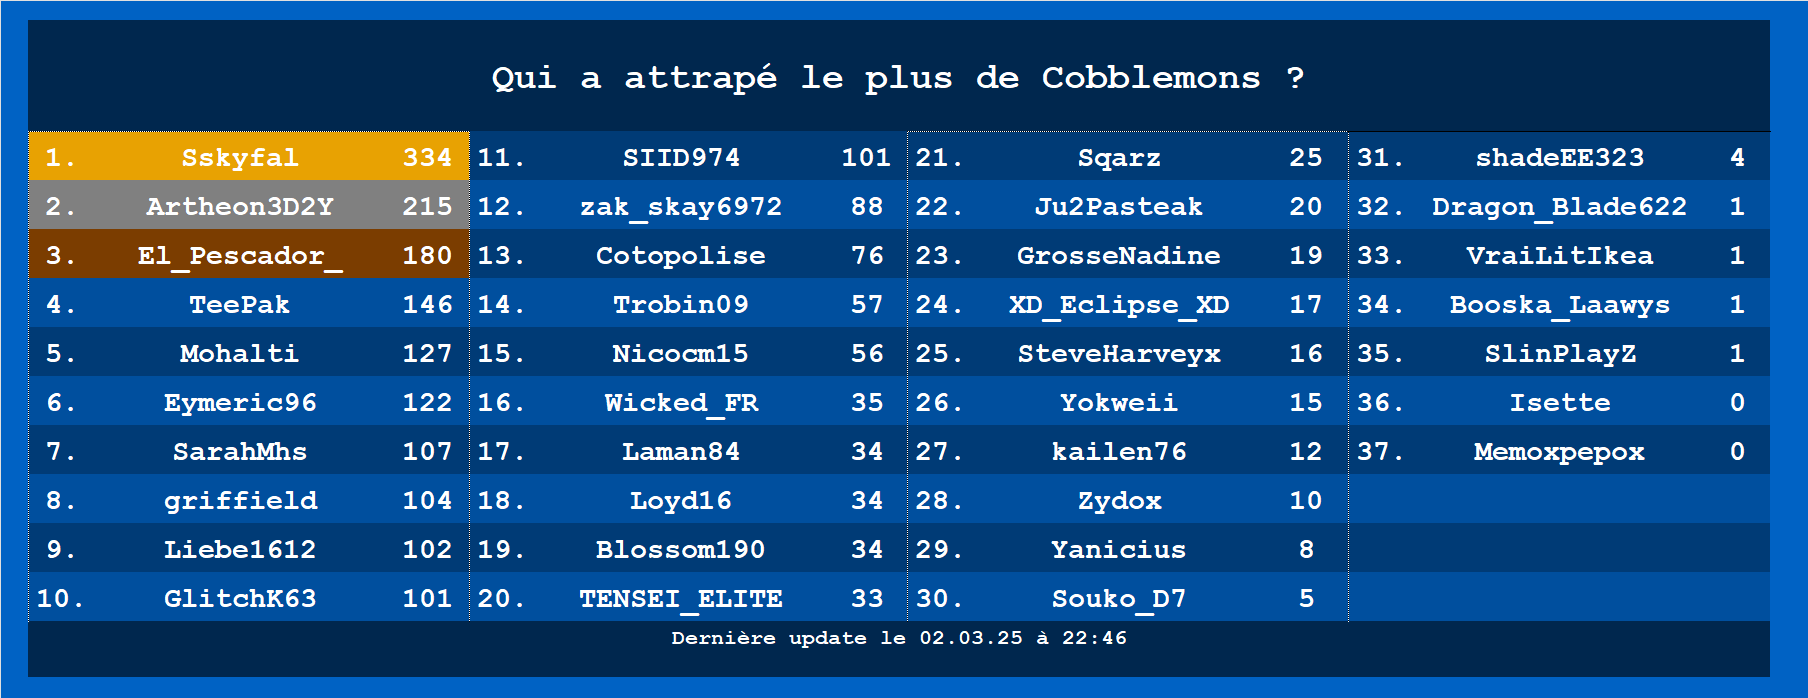 Qui a attrapé le plus de Cobblemons ?
1. Sskyfal 334
2. Artheon3D2Y 215
3. El_Pescador_ 180
4. TeePak 146
5. Mohalti 127
6. Eymeric96 122
7. SarahMhs 107
8. griffield 104
9. Liebe1612 102
10. GlitchK63 101
11. SIID974 101
12. zak_skay6972 88
13. Cotopolise 76
14. Trobin09 57
15. Nicocm15 56
16. Wicked_FR 35
17. Laman84 34
18. Loyd16 34
19. Blossom190 34
20. TENSEI_ELITE 33
21. Sqarz 25
22. Ju2Pasteak 20
23. GrosseNadine 19
24. XD_Eclipse_XD 17
25. SteveHarveyx 16
26. Yokweii 15
27. kailen76 12
28. Zydox 10
29. Yanicius 8
30. Souko_D7 5
31. shadeEE323 4
32. Dragon_Blade622 1
33. VraiLitIkea 1
34. Booska_Laawys 1
35. SlinPlayZ 1
36. Isette 0
37. Memoxpepox 0
Dernière update le 02.03.25 à 22:46